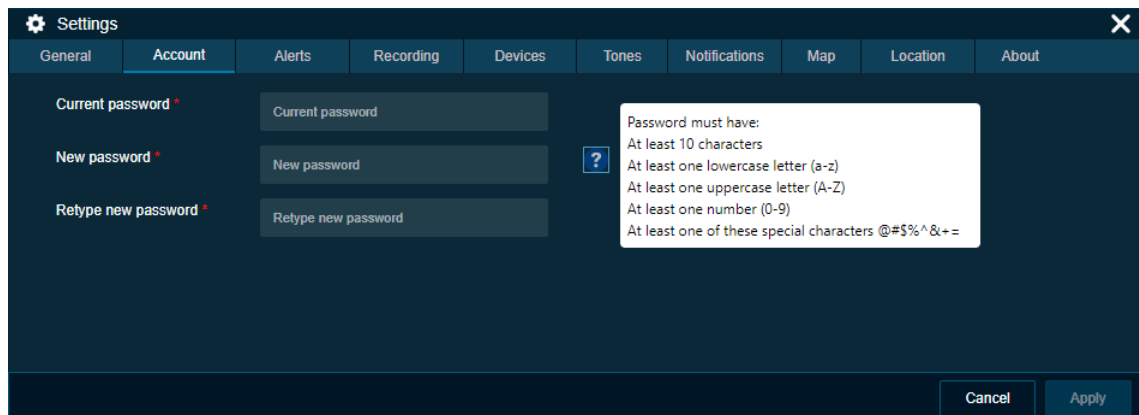 Settings
General Account Alerts Recording Devices Tones Notifications Map Location About
Current password * Current password
New password * New password ?
Retype new password * Retype new password
Password must have:
At least 10 characters
At least one lowercase letter (a-z)
At least one uppercase letter (A-Z)
At least one number (0-9)
At least one of these special characters @#$%^&+=
Cancel Apply